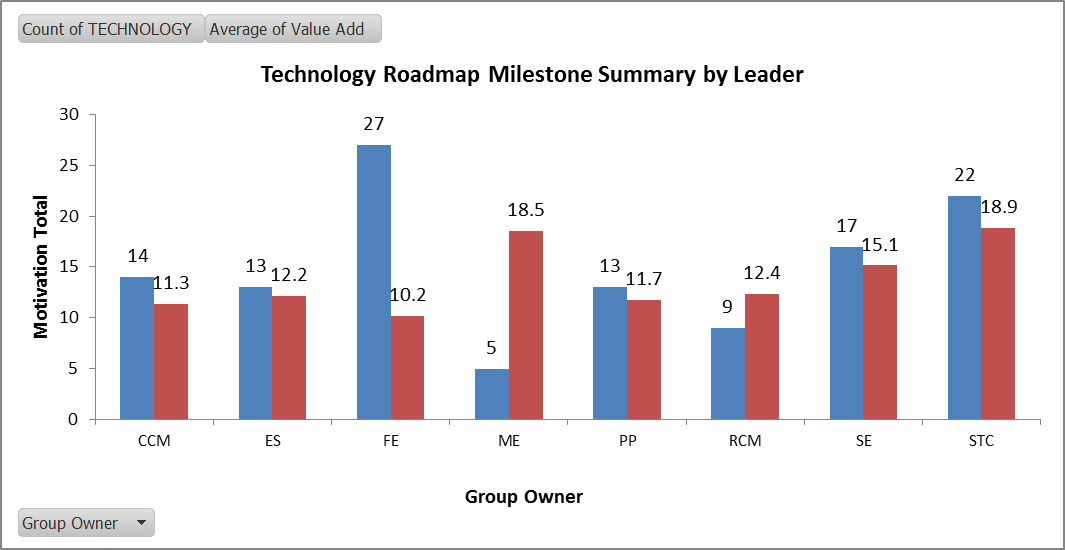 Count of TECHNOLOGY Average of Value Add
Technology Roadmap Milestone Summary by Leader
Motivation Total
30
25
20
15
10
5
0
14 11.3
13 12.2
27 10.2
5 18.5
13 11.7
9 12.4
17 15.1
22 18.9
CCM ES FE ME PP RCM SE STC
Group Owner
Group Owner